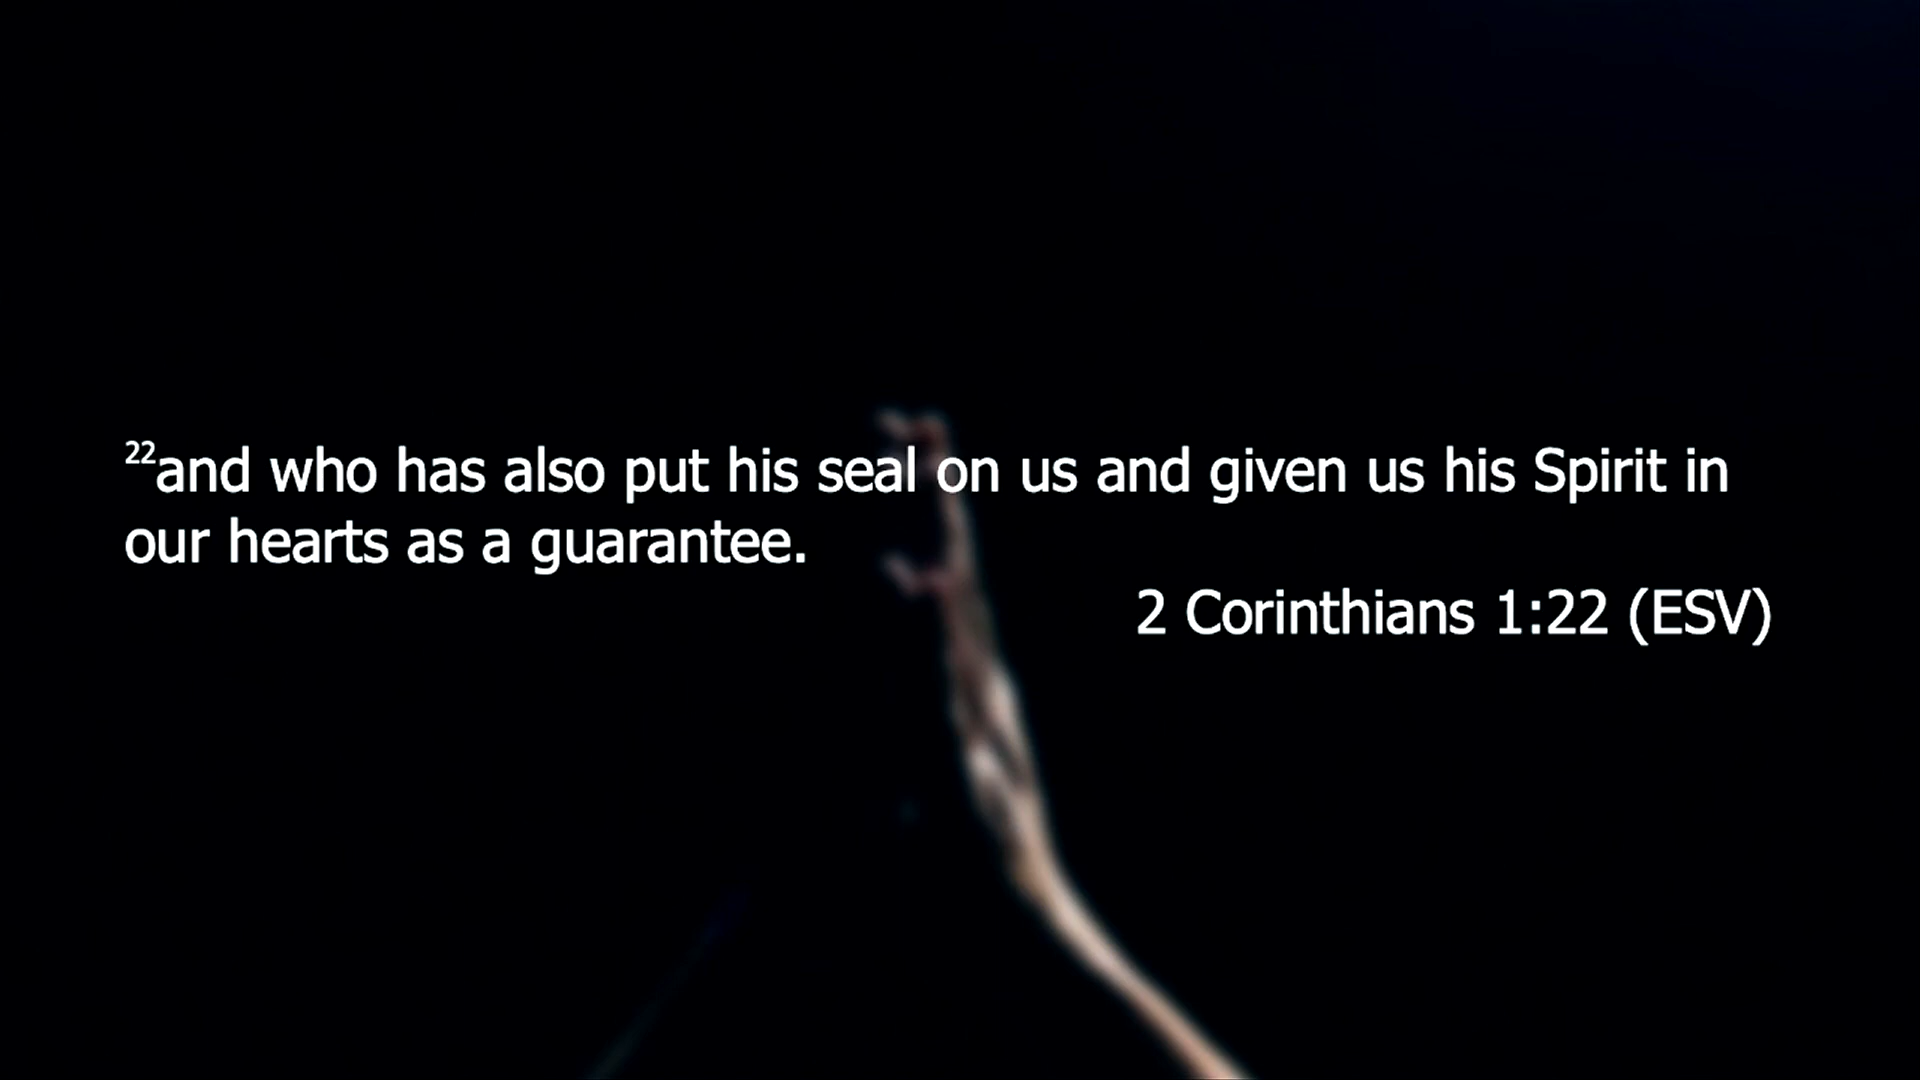 22and who has also put his seal on us and given us his Spirit in
our hearts as a guarantee.
2 Corinthians 1:22 (ESV)